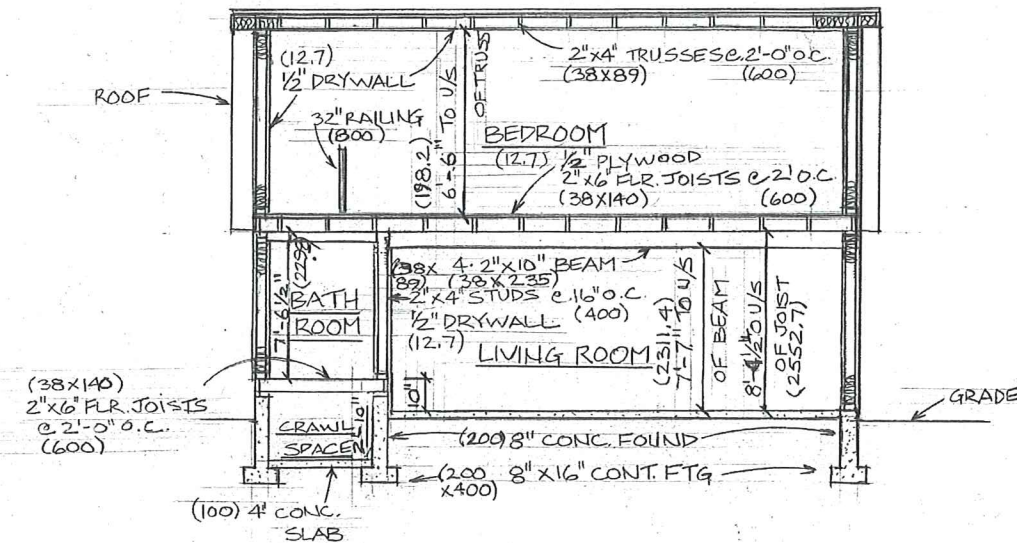 (12.7)
1/2" DRYWALL
ROOF
32" RAILING
(800)
(198.2)
6'-6" TO U/S
OF TRUSS
2"x4" TRUSSES @ 2'-0" O.C.
(38x89) (600)
BEDROOM
(12.7) 1/2" PLYWOOD
2"x6" FLR. JOISTS @ 2' O.C.
(38x140) (600)
7'-6 1/2"
BATH
ROOM
(38x
89)
4-2"x10" BEAM
(38x235)
2"x4" STUDS @ 16" O.C.
(400)
1/2" DRYWALL
(12.7)
LIVING ROOM
(2311.4)
7'-7" TO U/S
OF BEAM
U/S
OF JOIST
(2552.7)
(38x140)
2"x6" FLR. JOISTS
@ 2'-0" O.C.
(600)
10"
CRAWL
SPACE
GRADE
(200) 8" CONC. FOUND
(200
x400)
8"x16" CONT. FTG
(100) 4" CONC.
SLAB